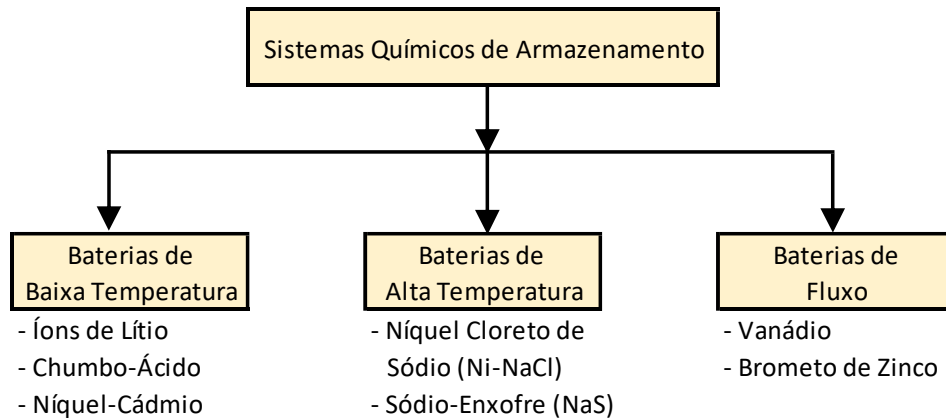 Sistemas Químicos de Armazenamento
Baterias de
Baixa Temperatura
- Íons de Lítio
- Chumbo-Ácido
- Níquel-Cádmio
Baterias de
Alta Temperatura
- Níquel Cloreto de
Sódio (Ni-NaCl)
- Sódio-Enxofre (NaS)
Baterias de
Fluxo
- Vanádio
- Brometo de Zinco